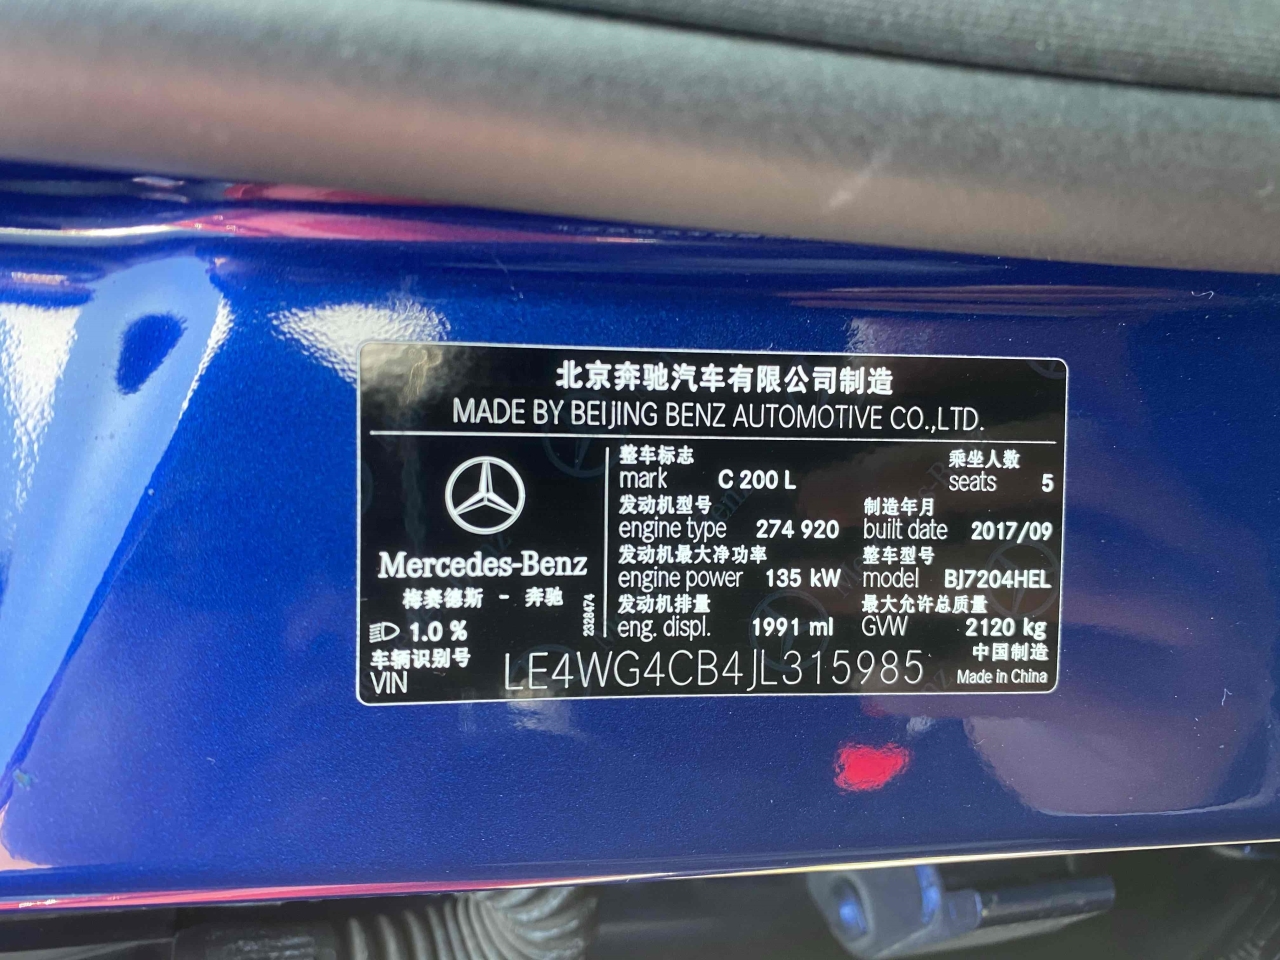 北京奔驰汽车有限公司制造
MADE BY BEIJING BENZ AUTOMOTIVE CO.,LTD.
Mercedes-Benz
梅赛德斯 - 奔驰
1.0 %
2328474
整车标志 乘坐人数
mark C 200 L seats 5
发动机型号 制造年月
engine type 274 920 built date 2017/09
发动机最大净功率 整车型号
engine power 135 kW model BJ7204HEL
发动机排量 最大允许总质量
eng. displ. 1991 ml GVW 2120 kg
车辆识别号 中国制造
VIN LE4WG4CB4JL315985 Made in China